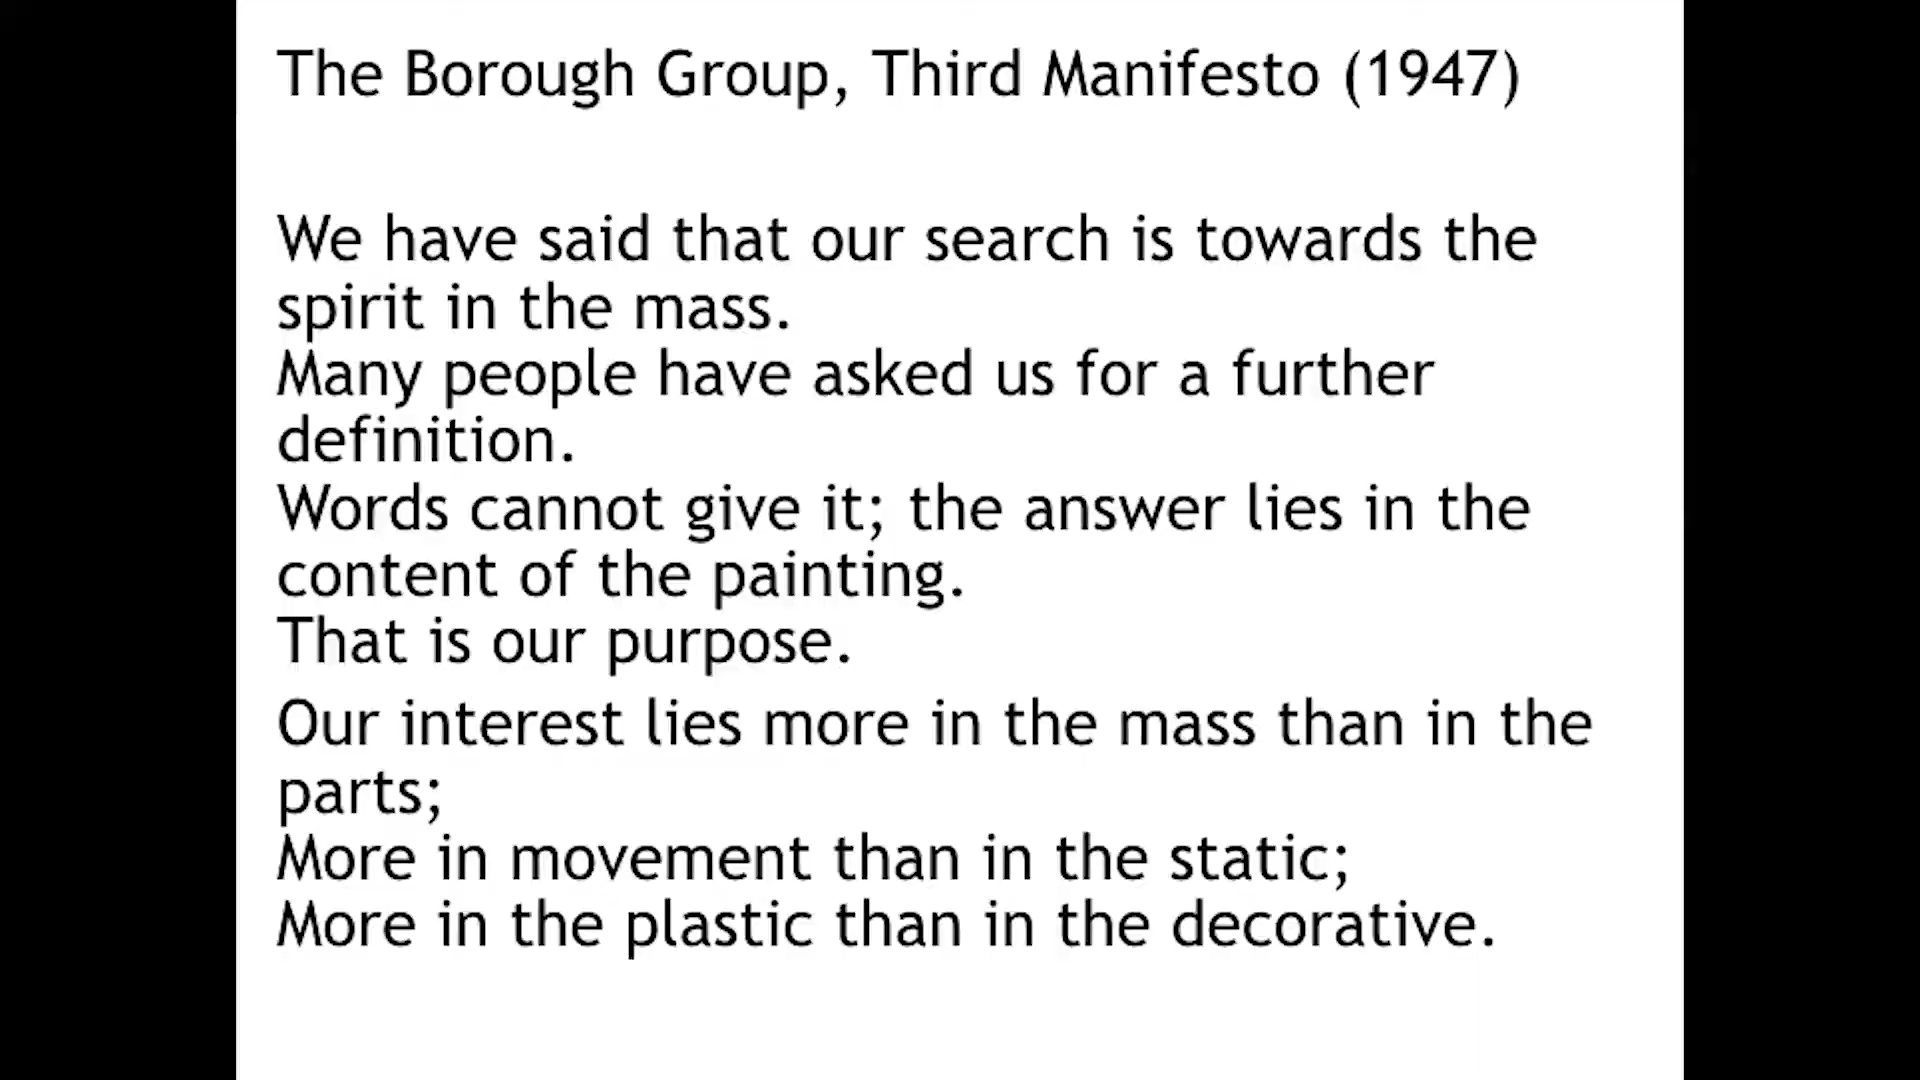 The Borough Group, Third Manifesto (1947)
We have said that our search is towards the
spirit in the mass.
Many people have asked us for a further
definition.
Words cannot give it; the answer lies in the
content of the painting.
That is our purpose.
Our interest lies more in the mass than in the
parts;
More in movement than in the static;
More in the plastic than in the decorative.